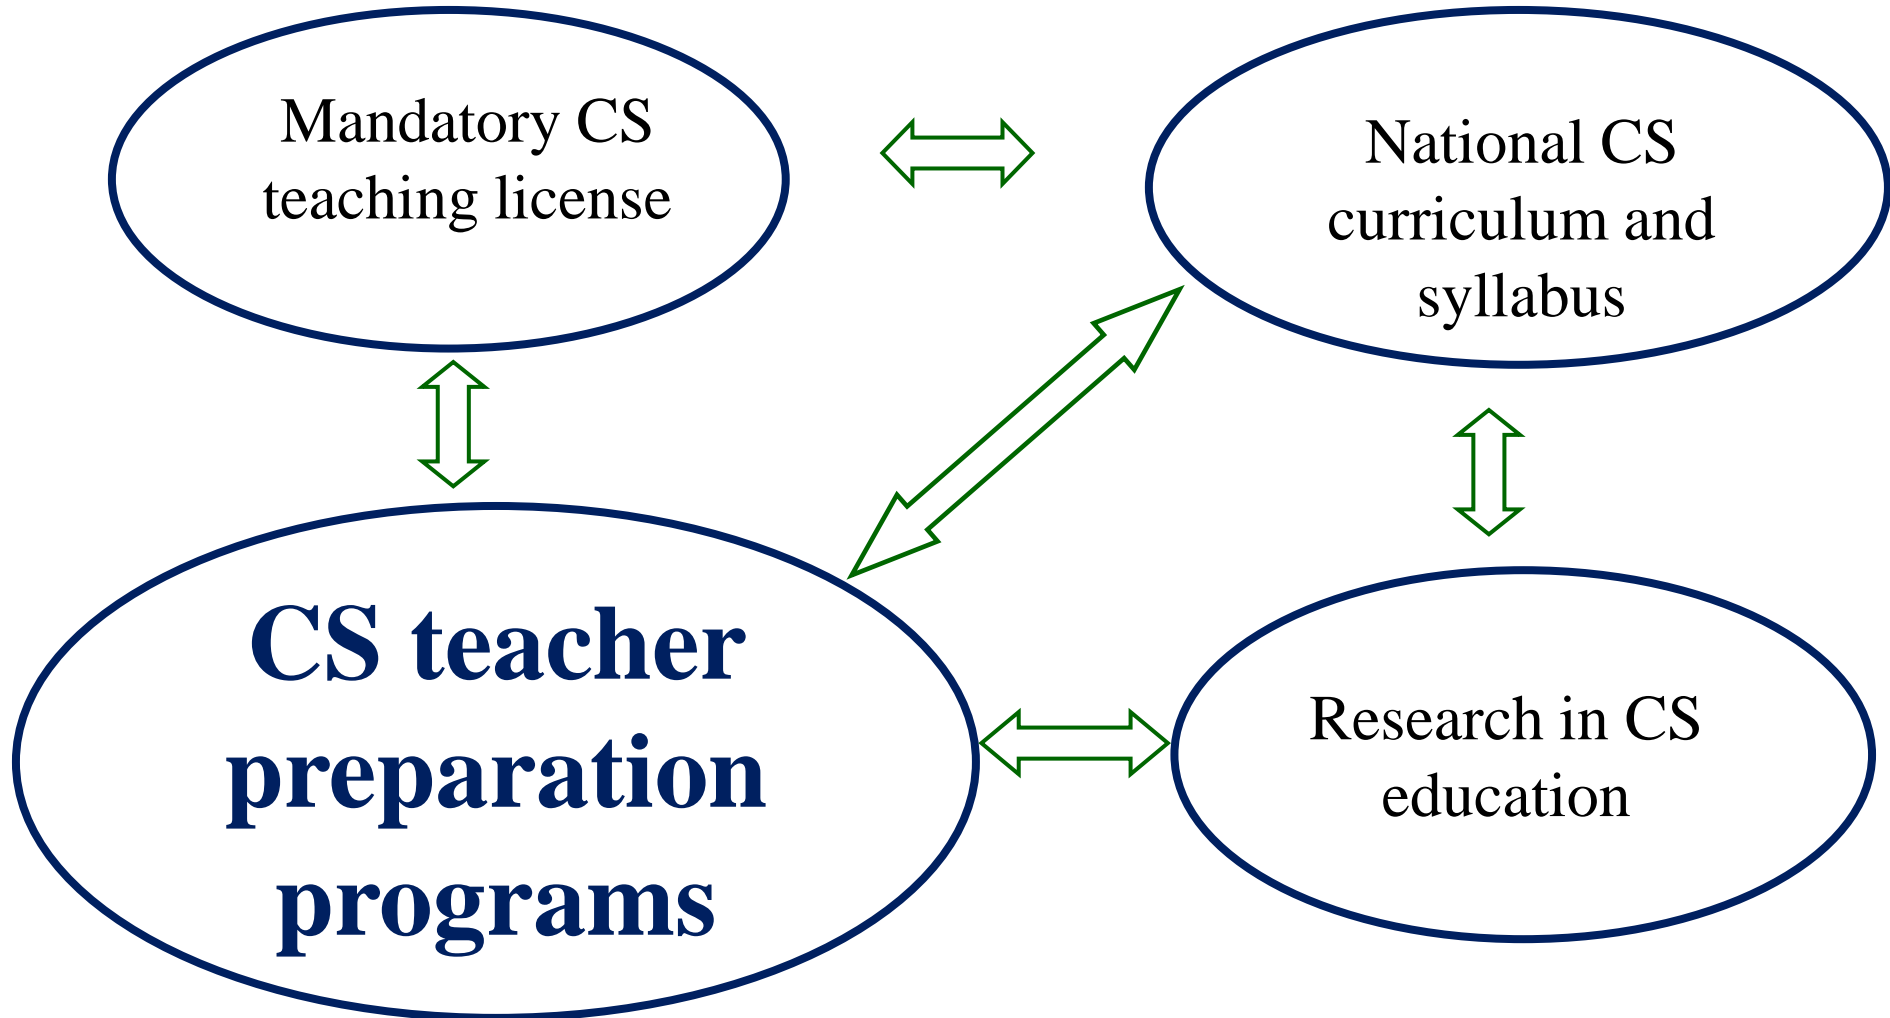 Mandatory CS
teaching license
National CS
curriculum and
syllabus
CS teacher
preparation
programs
Research in CS
education